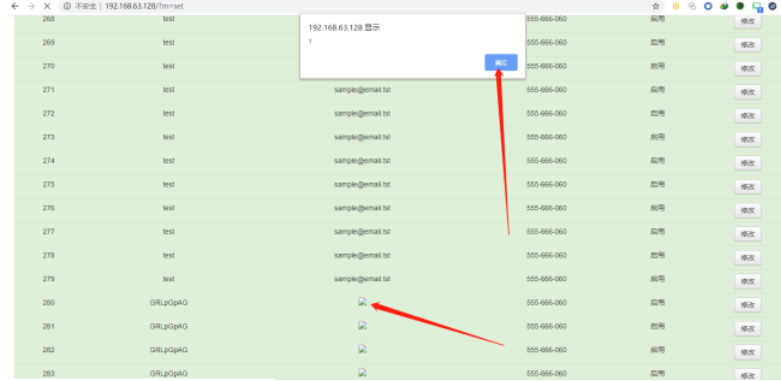 不安全 | 192.168.63.128/?m=set
192.168.63.128 显示
1
确定
268 test 555-666-060 启用 修改
269 test 555-666-060 启用 修改
270 test 555-666-060 启用 修改
271 test sample@email.tst 555-666-060 启用 修改
272 test sample@email.tst 555-666-060 启用 修改
273 test sample@email.tst 555-666-060 启用 修改
274 test sample@email.tst 555-666-060 启用 修改
275 test sample@email.tst 555-666-060 启用 修改
276 test sample@email.tst 555-666-060 启用 修改
277 test sample@email.tst 555-666-060 启用 修改
278 test sample@email.tst 555-666-060 启用 修改
279 test sample@email.tst 555-666-060 启用 修改
280 GRLpGpAG 555-666-060 启用 修改
281 GRLpGpAG 555-666-060 启用 修改
282 GRLpGpAG 555-666-060 启用 修改
283 GRLpGpAG 555-666-060 启用 修改